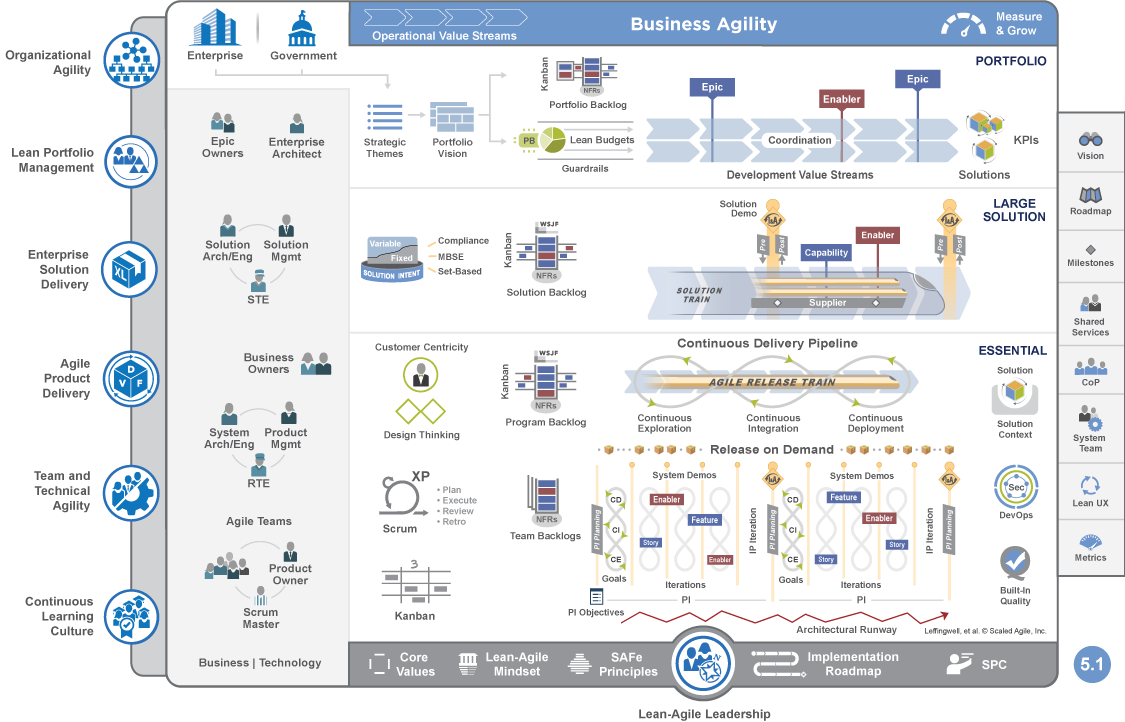 Organizational
Agility
Lean Portfolio
Management
Enterprise
Solution
Delivery
Agile
Product
Delivery
Team and
Technical
Agility
Continuous
Learning
Culture
XL
D
V
F
Enterprise
Government
Operational Value Streams
Business Agility
Measure
& Grow
PORTFOLIO
Epic
Owners
Enterprise
Architect
Strategic
Themes
Portfolio
Vision
Kanban
NFRs
Portfolio Backlog
PB
Lean Budgets
Guardrails
Epic
Enabler
Epic
Coordination
Development Value Streams
KPIs
Solutions
LARGE
SOLUTION
Solution
Arch/Eng
Solution
Mgmt
STE
Variable
Fixed
SOLUTION INTENT
Compliance
MBSE
Set-Based
WSJF
Kanban
NFRs
Solution Backlog
Solution
Demo
I&A
Pre
Post
Capability
Enabler
I&A
Pre
Post
SOLUTION
TRAIN
Supplier
ESSENTIAL
Business
Owners
System
Arch/Eng
Product
Mgmt
RTE
Agile Teams
Product
Owner
Scrum
Master
Business | Technology
Customer Centricity
Design Thinking
WSJF
Kanban
NFRs
Program Backlog
Continuous Delivery Pipeline
AGILE RELEASE TRAIN
Continuous
Exploration
Continuous
Integration
Continuous
Deployment
Solution
Solution
Context
Release on Demand
XP
Scrum
• Plan
• Execute
• Review
• Retro
NFRs
Team Backlogs
3
Kanban
System Demos
PI Planning
CD
CI
CE
Goals
Enabler
Feature
Story
Enabler
Iterations
IP Iteration
I&A
PI Planning
System Demos
CD
CI
CE
Goals
Feature
Enabler
Story
Story
Iterations
IP Iteration
I&A
PI Planning
PI
PI
PI Objectives
Architectural Runway
Sec
DevOps
Built-In
Quality
Leffingwell, et al. © Scaled Agile, Inc.
Vision
Roadmap
Milestones
Shared
Services
CoP
System
Team
Lean UX
Metrics
Core
Values
Lean-Agile
Mindset
SAFe
Principles
N
Implementation
Roadmap
SPC
5.1
Lean-Agile Leadership